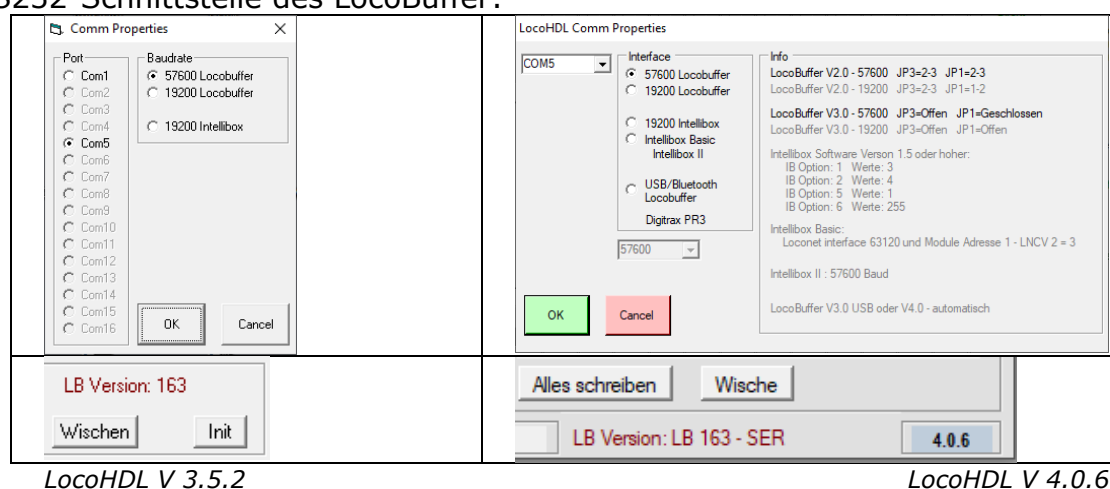 S232 Schnittstelle des LocoBuffer.
Comm Properties
Port
Com1
Com2
Com3
Com4
Com5
Com6
Com7
Com8
Com9
Com10
Com11
Com12
Com13
Com14
Com15
Com16
Baudrate
57600 Locobuffer
19200 Locobuffer
19200 Intellibox
OK Cancel
LocoHDL Comm Properties
COM5
Interface
57600 Locobuffer
19200 Locobuffer
19200 Intellibox
Intellibox Basic
Intellibox II
USB/Bluetooth
Locobuffer
Digitrax PR3
57600
OK Cancel
Info
LocoBuffer V2.0 - 57600 JP3=2-3 JP1=2-3
LocoBuffer V2.0 - 19200 JP3=2-3 JP1=1-2
LocoBuffer V3.0 - 57600 JP3=Offen JP1=Geschlossen
LocoBuffer V3.0 - 19200 JP3=Offen JP1=Offen
Intellibox Software Verson 1.5 oder hoher:
IB Option: 1 Werte: 3
IB Option: 2 Werte: 4
IB Option: 5 Werte: 1
IB Option: 6 Werte: 255
Intellibox Basic:
Loconet interface 63120 und Module Adresse 1 - LNCV 2 = 3
Intellibox II : 57600 Baud
LocoBuffer V3.0 USB oder V4.0 - automatisch
LB Version: 163
Wischen Init
Alles schreiben Wische
LB Version: LB 163 - SER 4.0.6
LocoHDL V 3.5.2 LocoHDL V 4.0.6